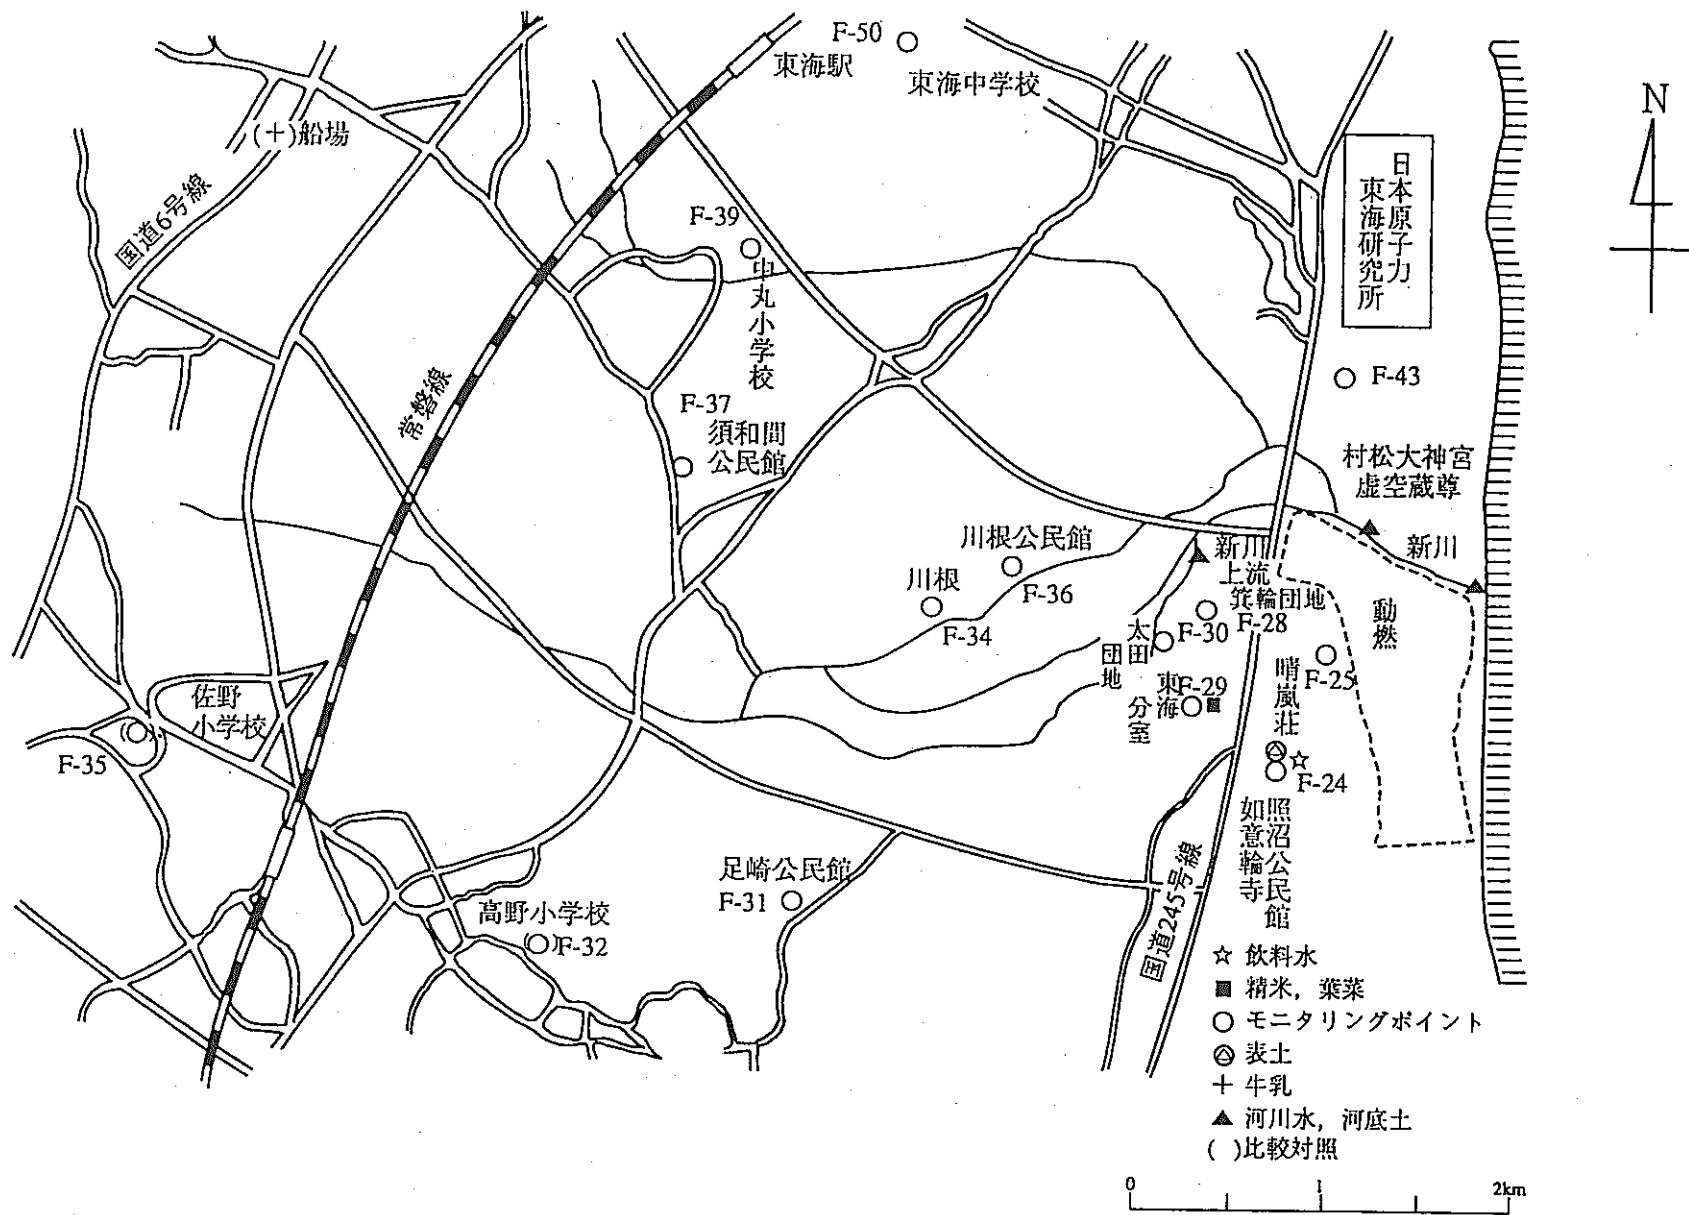 F-50
東海駅
東海中学校
N
(+)船場
国道6号線
日本原子力
東海研究所
F-39
中丸小学校
常磐線
F-43
F-37
須和間
公民館
村松大神宮
虚空蔵尊
川根公民館
F-36
新川
上流
新川
川根
F-34
箕輪団地
F-28
動燃
太田
団地
F-30
F-25
東海
分室
F-29
晴嵐荘
佐野
小学校
F-35
F-24
照沼公民館
如意輪寺
足崎公民館
F-31
国道245号線
高野小学校
F-32
☆ 飲料水
■ 精米，葉菜
○ モニタリングポイント
表土
+ 牛乳
▲ 河川水，河底土
( )比較対照
0 1 2km